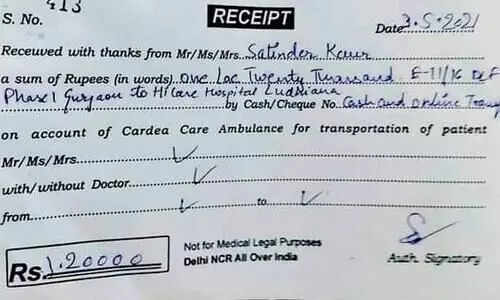 413
S. No. RECEIPT
Date 3.5.2021
Receuwed with thanks from Mr/Ms/Mrs. Satinder Kaur
a sum of Rupees (in words) one Lac Twenty Thousand E-11/16 DLF
Phase 1 Gurgaon to Hi Care Hospital Ludhiana
by Cash/Cheque No. Cash and online Trans
on account of Cardea Care Ambulance for transportation of patient
Mr/Ms/Mrs.
with/without Doctor
from to
Not for Medical Legal Purposes
Rs. 1.20000 Delhi NCR All Over India Auth. Signatory